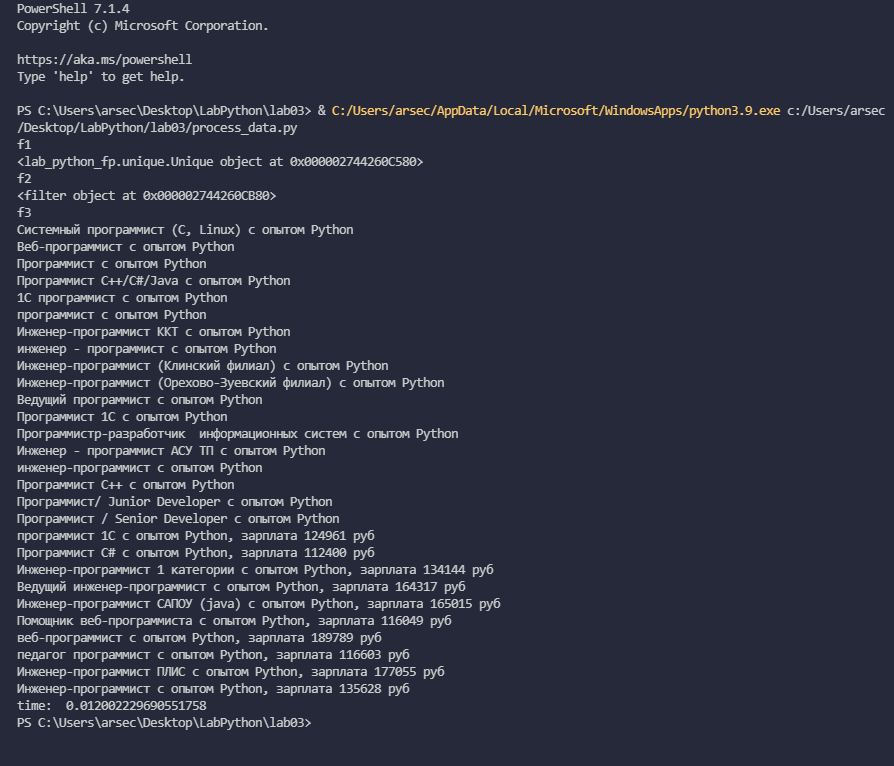 PowerShell 7.1.4
Copyright (c) Microsoft Corporation.
https://aka.ms/powershell
Type 'help' to get help.
PS C:\Users\arsec\Desktop\LabPython\lab03> & C:/Users/arsec/AppData/Local/Microsoft/WindowsApps/python3.9.exe c:/Users/arsec
/Desktop/LabPython/lab03/process_data.py
f1
<lab_python_fp.unique.Unique object at 0x000002744260C580>
f2
<filter object at 0x000002744260CB80>
f3
Системный программист (C, Linux) с опытом Python
Веб-программист с опытом Python
Программист с опытом Python
Программист C++/C#/Java с опытом Python
1С программист с опытом Python
программист с опытом Python
Инженер-программист ККТ с опытом Python
инженер - программист с опытом Python
Инженер-программист (Клинский филиал) с опытом Python
Инженер-программист (Орехово-Зуевский филиал) с опытом Python
Ведущий программист с опытом Python
Программист 1С с опытом Python
Программистр-разработчик  информационных систем с опытом Python
Инженер - программист АСУ ТП с опытом Python
инженер-программист с опытом Python
Программист C++ с опытом Python
Программист/ Junior Developer с опытом Python
Программист / Senior Developer с опытом Python
программист 1С с опытом Python, зарплата 124961 руб
Программист C# с опытом Python, зарплата 112400 руб
Инженер-программист 1 категории с опытом Python, зарплата 134144 руб
Ведущий инженер-программист с опытом Python, зарплата 164317 руб
Инженер-программист САПОУ (java) с опытом Python, зарплата 165015 руб
Помощник веб-программиста с опытом Python, зарплата 116049 руб
веб-программист с опытом Python, зарплата 189789 руб
педагог программист с опытом Python, зарплата 116603 руб
Инженер-программист ПЛИС с опытом Python, зарплата 177055 руб
Инженер-программист с опытом Python, зарплата 135628 руб
time:  0.012002229690551758
PS C:\Users\arsec\Desktop\LabPython\lab03>